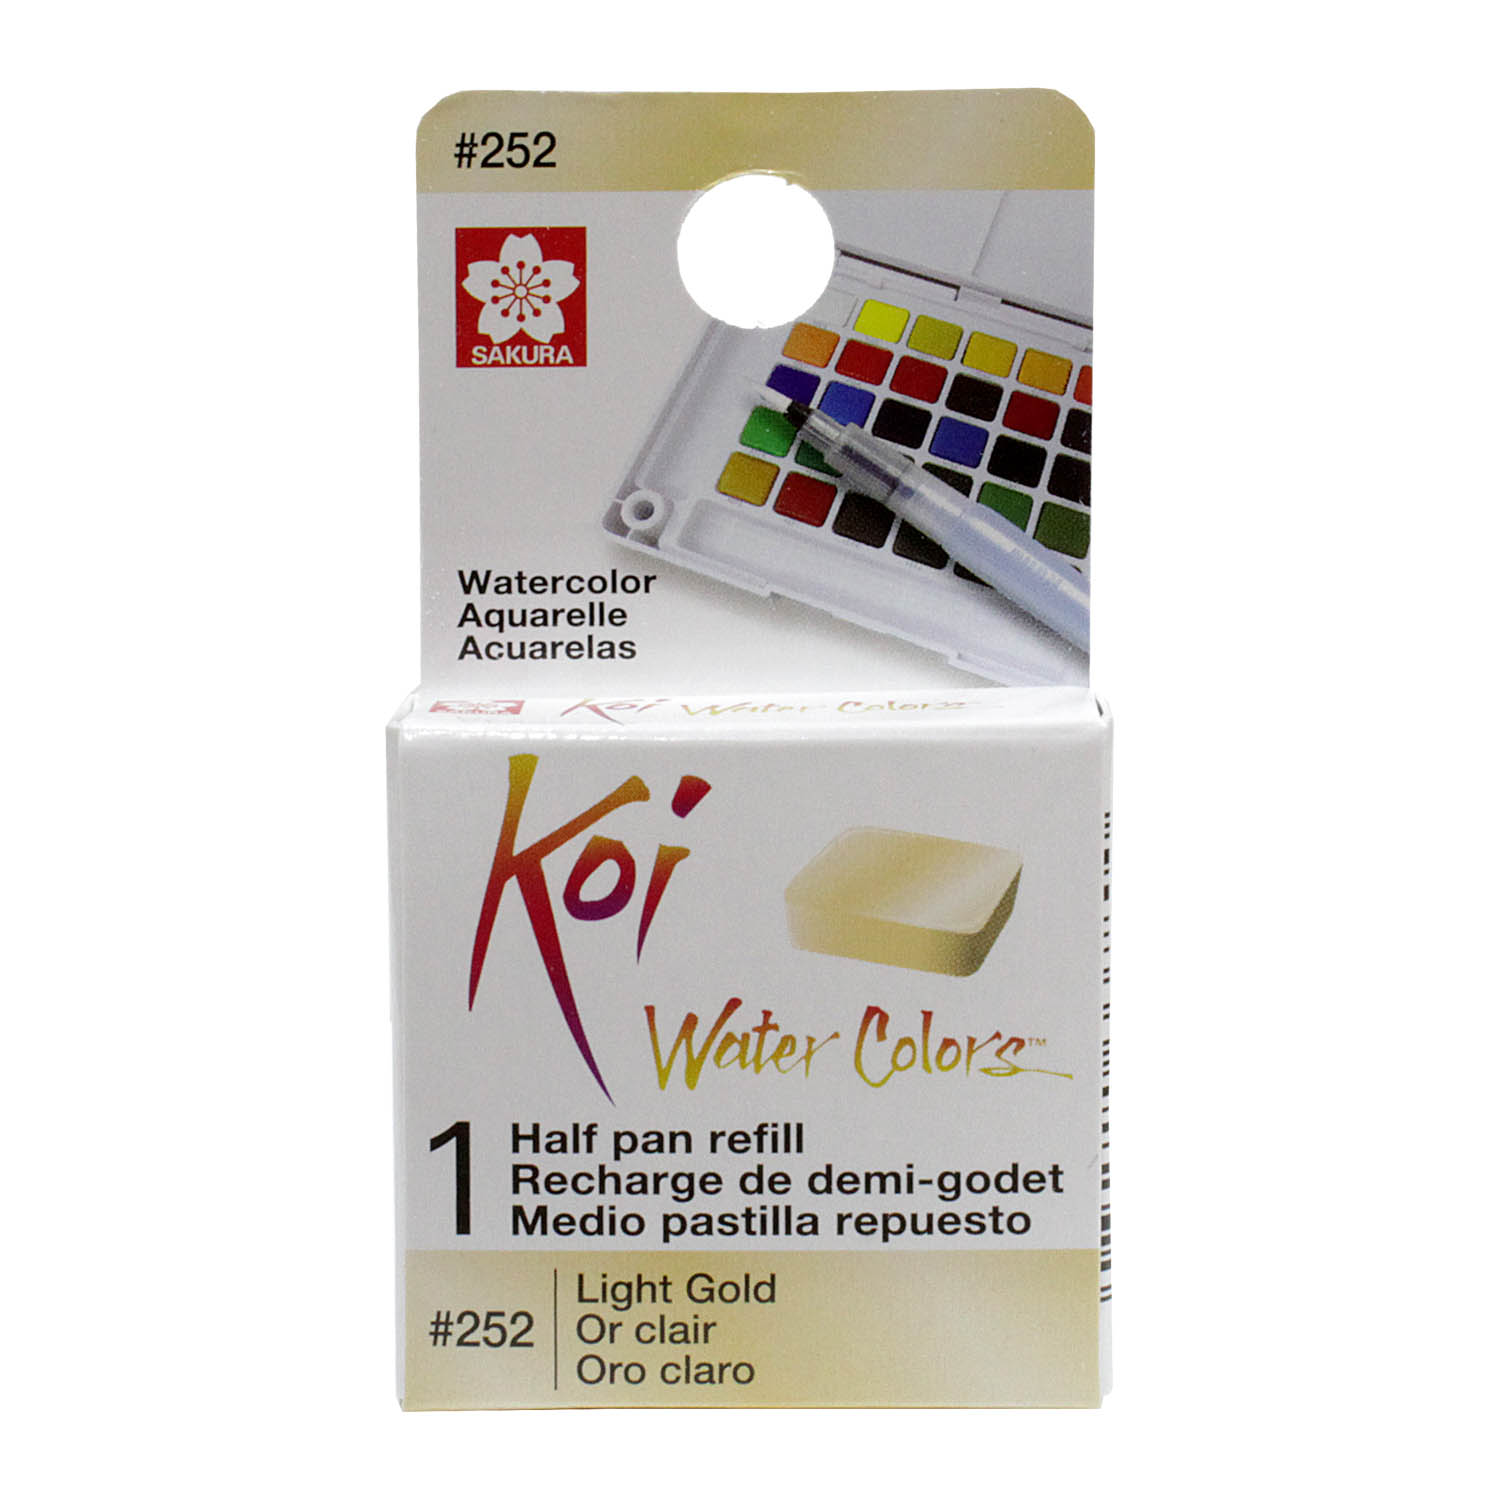 #252
SAKURA
Watercolor
Aquarelle
Acuarelas
SAKURA Koi Water Colors
Koi
Water Colors™
1 Half pan refill
Recharge de demi-godet
Medio pastilla repuesto
#252
Light Gold
Or clair
Oro claro